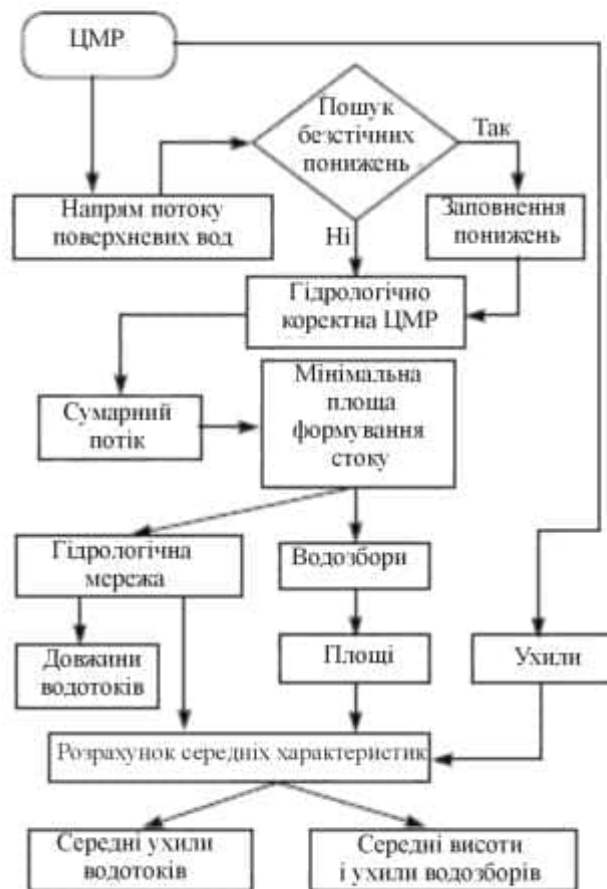 ЦМР
Пошук
безстічних
понижень
Так
Напрям потоку
поверхневих вод
Заповнення
понижень
Ні
Гідрологічно
коректна ЦМР
Мінімальна
площа
формування
стоку
Сумарний
потік
Гідрологічна
мережа
Водозбори
Довжини
водотоків
Площі
Ухили
Розрахунок середніх характеристик
Середні ухили
водотоків
Середні висоти
і ухили водозборів